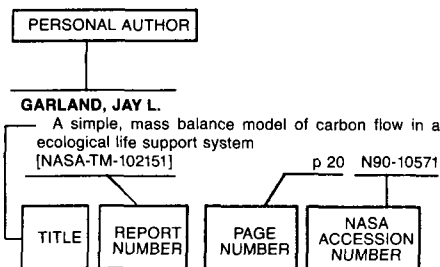 PERSONAL AUTHOR
GARLAND, JAY L.
A simple, mass balance model of carbon flow in a
ecological life support system
[NASA-TM-102151] p 20 N90-10571
TITLE
REPORT
NUMBER
PAGE
NUMBER
NASA
ACCESSION
NUMBER